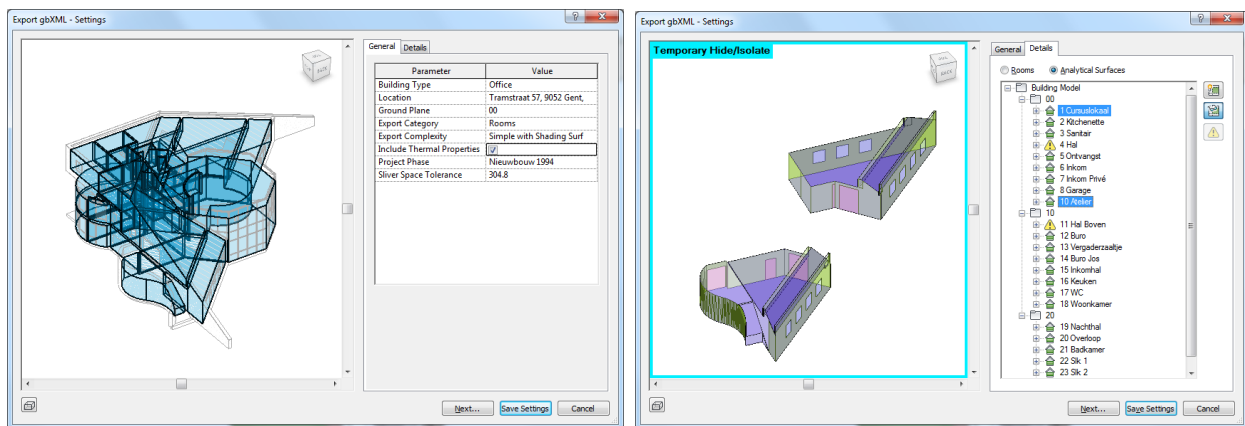 Export gbXML - Settings
General Details
Parameter Value
Building Type Office
Location Tramstraat 57, 9052 Gent,
Ground Plane 00
Export Category Rooms
Export Complexity Simple with Shading Surf
Include Thermal Properties
Project Phase Nieuwbouw 1994
Sliver Space Tolerance 304.8
Next... Save Settings Cancel
Export gbXML - Settings
Temporary Hide/Isolate
BACK
General Details
Rooms Analytical Surfaces
Building Model
00
1 Cursuslokaal
2 Kitchenette
3 Sanitair
4 Hal
5 Ontvangst
6 Inkom
7 Inkom Privé
8 Garage
10 Atelier
10
11 Hal Boven
12 Buro
13 Vergaderzaaltje
14 Buro Jos
15 Inkomhal
16 Keuken
17 WC
18 Woonkamer
20
19 Nachthal
20 Overloop
21 Badkamer
22 Slk 1
23 Slk 2
Next... Save Settings Cancel